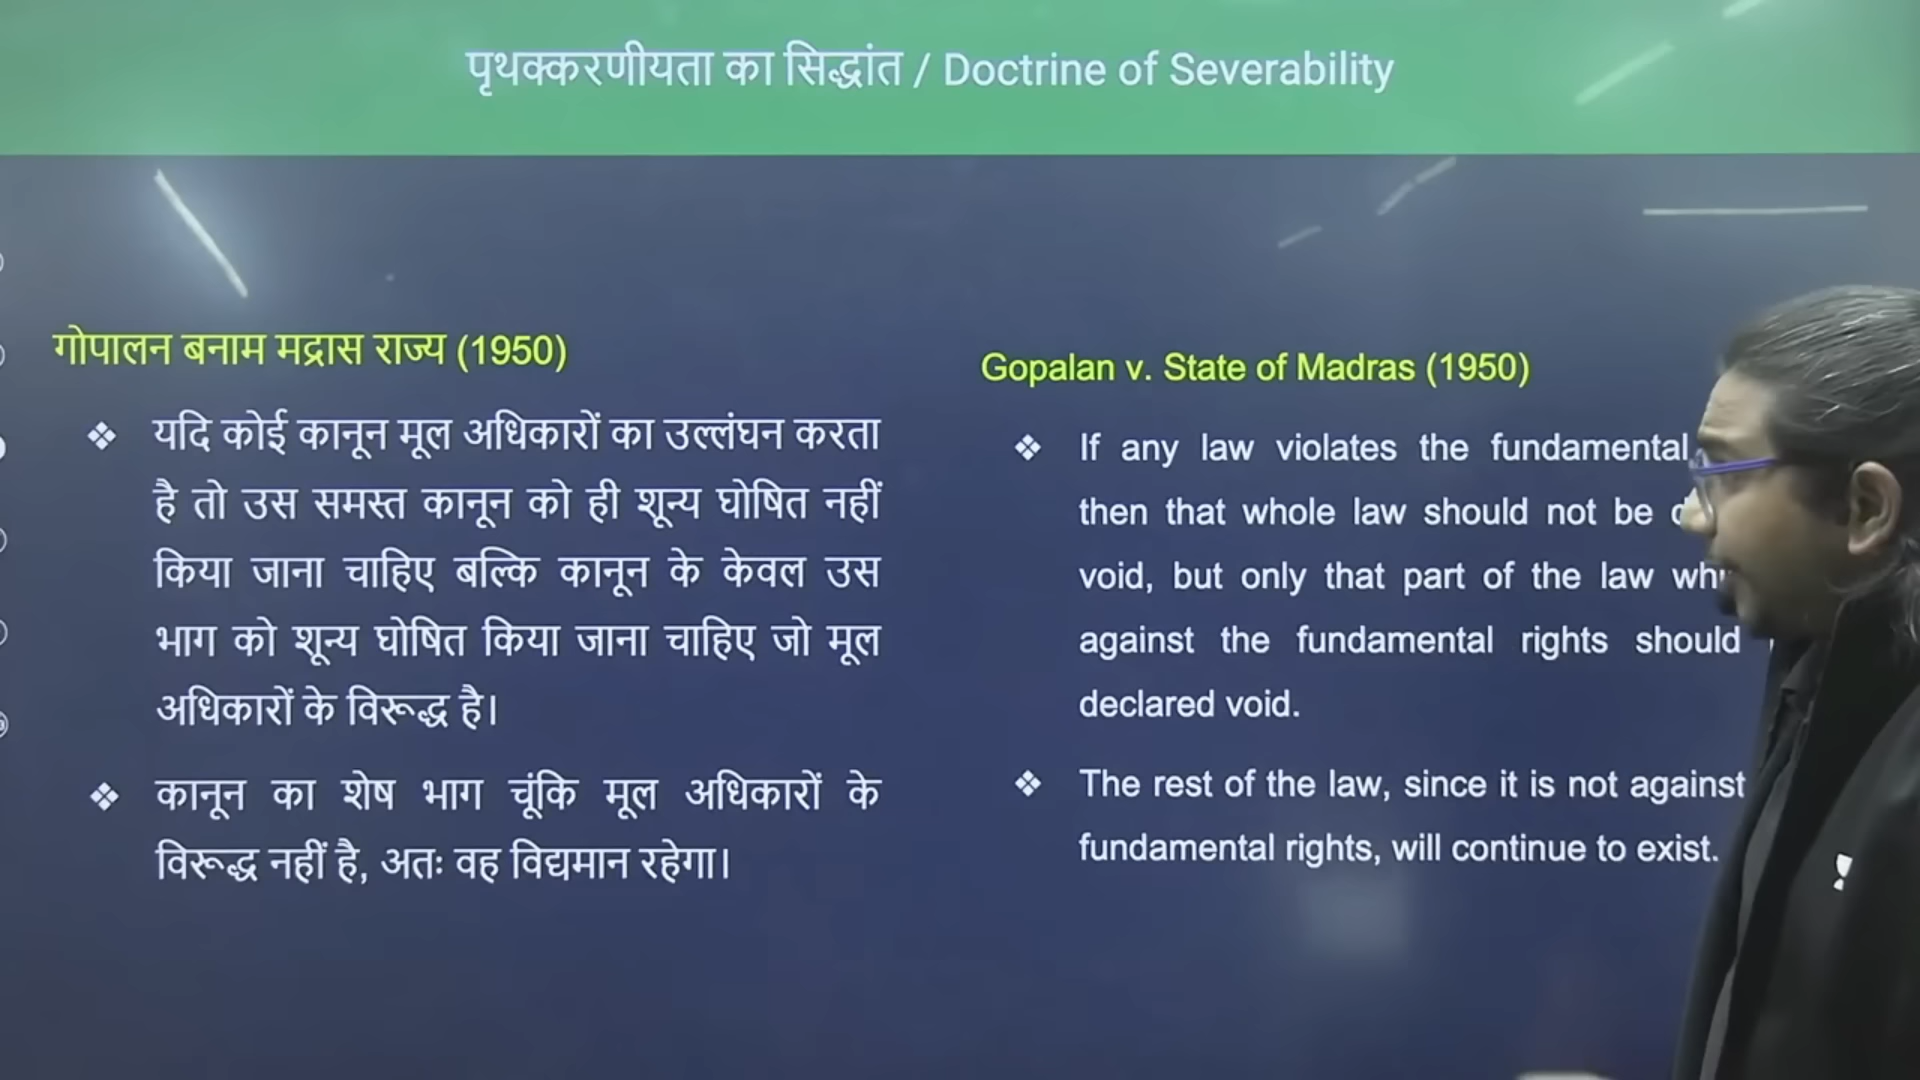 पृथक्करणीयता का सिद्धांत / Doctrine of Severability
गोपालन बनाम मद्रास राज्य (1950)
❖ यदि कोई कानून मूल अधिकारों का उल्लंघन करता
है तो उस समस्त कानून को ही शून्य घोषित नहीं
किया जाना चाहिए बल्कि कानून के केवल उस
भाग को शून्य घोषित किया जाना चाहिए जो मूल
अधिकारों के विरूद्ध है।
❖ कानून का शेष भाग चूंकि मूल अधिकारों के
विरूद्ध नहीं है, अतः वह विद्यमान रहेगा।
Gopalan v. State of Madras (1950)
❖ If any law violates the fundamental
then that whole law should not be
void, but only that part of the law
against the fundamental rights should
declared void.
❖ The rest of the law, since it is not against
fundamental rights, will continue to exist.